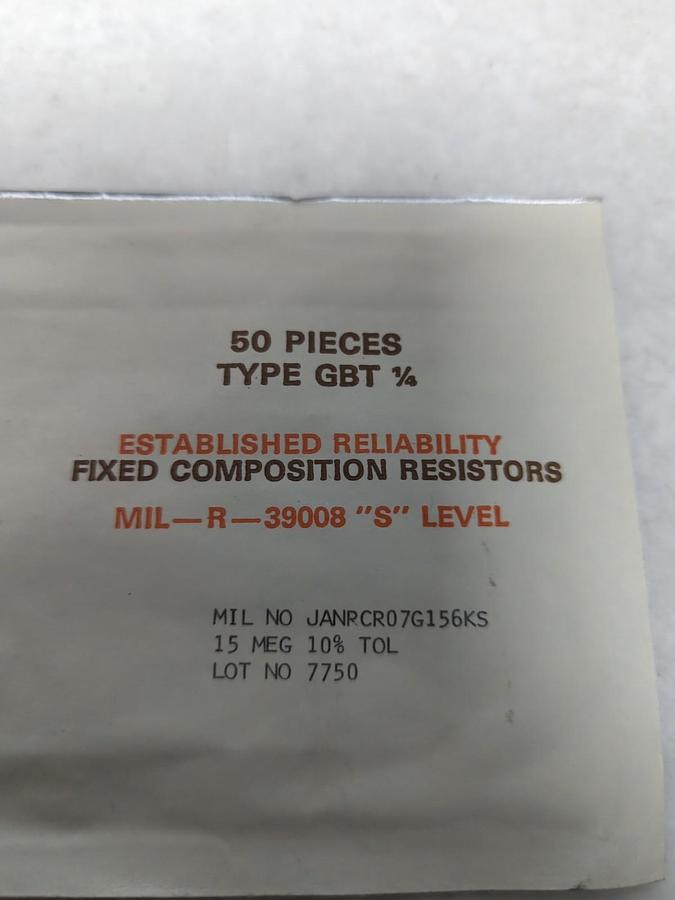 50 PIECES
TYPE GBT ¼
ESTABLISHED RELIABILITY
FIXED COMPOSITION RESISTORS
MIL—R—39008 "S" LEVEL
MIL NO JANRCR07G156KS
15 MEG 10% TOL
LOT NO 7750